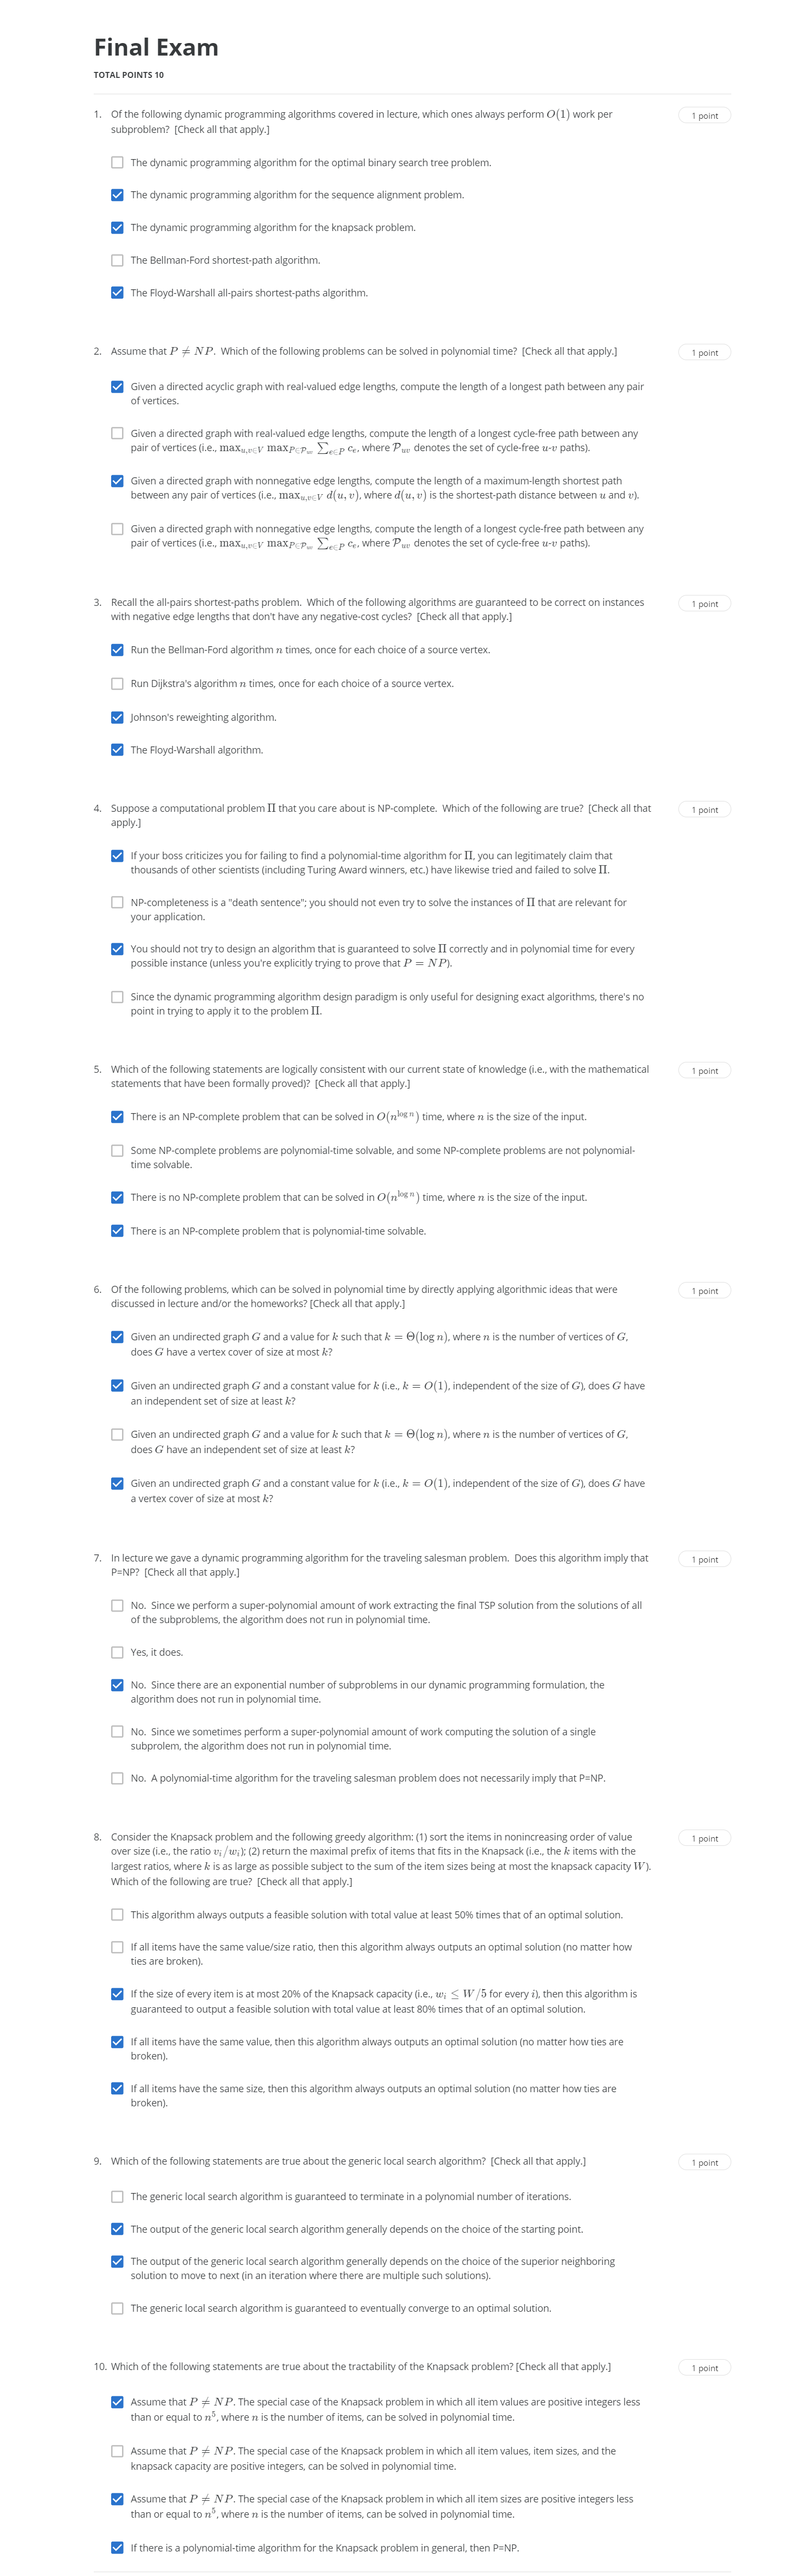 Final Exam
TOTAL POINTS 10
1. Of the following dynamic programming algorithms covered in lecture, which ones always perform O(1) work per
subproblem? [Check all that apply.]
1 point
The dynamic programming algorithm for the optimal binary search tree problem.
The dynamic programming algorithm for the sequence alignment problem.
The dynamic programming algorithm for the knapsack problem.
The Bellman-Ford shortest-path algorithm.
The Floyd-Warshall all-pairs shortest-paths algorithm.
2. Assume that P ≠ NP. Which of the following problems can be solved in polynomial time? [Check all that apply.]
1 point
Given a directed acyclic graph with real-valued edge lengths, compute the length of a longest path between any pair
of vertices.
Given a directed graph with real-valued edge lengths, compute the length of a longest cycle-free path between any
pair of vertices (i.e., max_{u,v∈V} max_{P∈𝒫_{uv}} ∑_{e∈P} c_e, where 𝒫_{uv} denotes the set of cycle-free u-v paths).
Given a directed graph with nonnegative edge lengths, compute the length of a maximum-length shortest path
between any pair of vertices (i.e., max_{u,v∈V} d(u, v), where d(u, v) is the shortest-path distance between u and v).
Given a directed graph with nonnegative edge lengths, compute the length of a longest cycle-free path between any
pair of vertices (i.e., max_{u,v∈V} max_{P∈𝒫_{uv}} ∑_{e∈P} c_e, where 𝒫_{uv} denotes the set of cycle-free u-v paths).
3. Recall the all-pairs shortest-paths problem. Which of the following algorithms are guaranteed to be correct on instances
with negative edge lengths that don't have any negative-cost cycles? [Check all that apply.]
1 point
Run the Bellman-Ford algorithm n times, once for each choice of a source vertex.
Run Dijkstra's algorithm n times, once for each choice of a source vertex.
Johnson's reweighting algorithm.
The Floyd-Warshall algorithm.
4. Suppose a computational problem Π that you care about is NP-complete. Which of the following are true? [Check all that
apply.]
1 point
If your boss criticizes you for failing to find a polynomial-time algorithm for Π, you can legitimately claim that
thousands of other scientists (including Turing Award winners, etc.) have likewise tried and failed to solve Π.
NP-completeness is a "death sentence"; you should not even try to solve the instances of Π that are relevant for
your application.
You should not try to design an algorithm that is guaranteed to solve Π correctly and in polynomial time for every
possible instance (unless you're explicitly trying to prove that P = NP).
Since the dynamic programming algorithm design paradigm is only useful for designing exact algorithms, there's no
point in trying to apply it to the problem Π.
5. Which of the following statements are logically consistent with our current state of knowledge (i.e., with the mathematical
statements that have been formally proved)? [Check all that apply.]
1 point
There is an NP-complete problem that can be solved in O(n^{log n}) time, where n is the size of the input.
Some NP-complete problems are polynomial-time solvable, and some NP-complete problems are not polynomial-
time solvable.
There is no NP-complete problem that can be solved in O(n^{log n}) time, where n is the size of the input.
There is an NP-complete problem that is polynomial-time solvable.
6. Of the following problems, which can be solved in polynomial time by directly applying algorithmic ideas that were
discussed in lecture and/or the homeworks? [Check all that apply.]
1 point
Given an undirected graph G and a value for k such that k = Θ(log n), where n is the number of vertices of G,
does G have a vertex cover of size at most k?
Given an undirected graph G and a constant value for k (i.e., k = O(1), independent of the size of G), does G have
an independent set of size at least k?
Given an undirected graph G and a value for k such that k = Θ(log n), where n is the number of vertices of G,
does G have an independent set of size at least k?
Given an undirected graph G and a constant value for k (i.e., k = O(1), independent of the size of G), does G have
a vertex cover of size at most k?
7. In lecture we gave a dynamic programming algorithm for the traveling salesman problem. Does this algorithm imply that
P=NP? [Check all that apply.]
1 point
No. Since we perform a super-polynomial amount of work extracting the final TSP solution from the solutions of all
of the subproblems, the algorithm does not run in polynomial time.
Yes, it does.
No. Since there are an exponential number of subproblems in our dynamic programming formulation, the
algorithm does not run in polynomial time.
No. Since we sometimes perform a super-polynomial amount of work computing the solution of a single
subprolem, the algorithm does not run in polynomial time.
No. A polynomial-time algorithm for the traveling salesman problem does not necessarily imply that P=NP.
8. Consider the Knapsack problem and the following greedy algorithm: (1) sort the items in nonincreasing order of value
over size (i.e., the ratio v_i/w_i); (2) return the maximal prefix of items that fits in the Knapsack (i.e., the k items with the
largest ratios, where k is as large as possible subject to the sum of the item sizes being at most the knapsack capacity W).
Which of the following are true? [Check all that apply.]
1 point
This algorithm always outputs a feasible solution with total value at least 50% times that of an optimal solution.
If all items have the same value/size ratio, then this algorithm always outputs an optimal solution (no matter how
ties are broken).
If the size of every item is at most 20% of the Knapsack capacity (i.e., w_i ≤ W/5 for every i), then this algorithm is
guaranteed to output a feasible solution with total value at least 80% times that of an optimal solution.
If all items have the same value, then this algorithm always outputs an optimal solution (no matter how ties are
broken).
If all items have the same size, then this algorithm always outputs an optimal solution (no matter how ties are
broken).
9. Which of the following statements are true about the generic local search algorithm? [Check all that apply.]
1 point
The generic local search algorithm is guaranteed to terminate in a polynomial number of iterations.
The output of the generic local search algorithm generally depends on the choice of the starting point.
The output of the generic local search algorithm generally depends on the choice of the superior neighboring
solution to move to next (in an iteration where there are multiple such solutions).
The generic local search algorithm is guaranteed to eventually converge to an optimal solution.
10. Which of the following statements are true about the tractability of the Knapsack problem? [Check all that apply.]
1 point
Assume that P ≠ NP. The special case of the Knapsack problem in which all item values are positive integers less
than or equal to n^5, where n is the number of items, can be solved in polynomial time.
Assume that P ≠ NP. The special case of the Knapsack problem in which all item values, item sizes, and the
knapsack capacity are positive integers, can be solved in polynomial time.
Assume that P ≠ NP. The special case of the Knapsack problem in which all item sizes are positive integers less
than or equal to n^5, where n is the number of items, can be solved in polynomial time.
If there is a polynomial-time algorithm for the Knapsack problem in general, then P=NP.